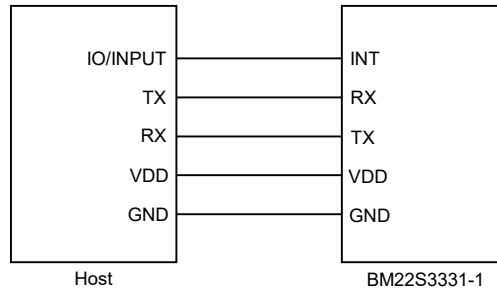 IO/INPUT INT
TX RX
RX TX
VDD VDD
GND GND
Host BM22S3331-1